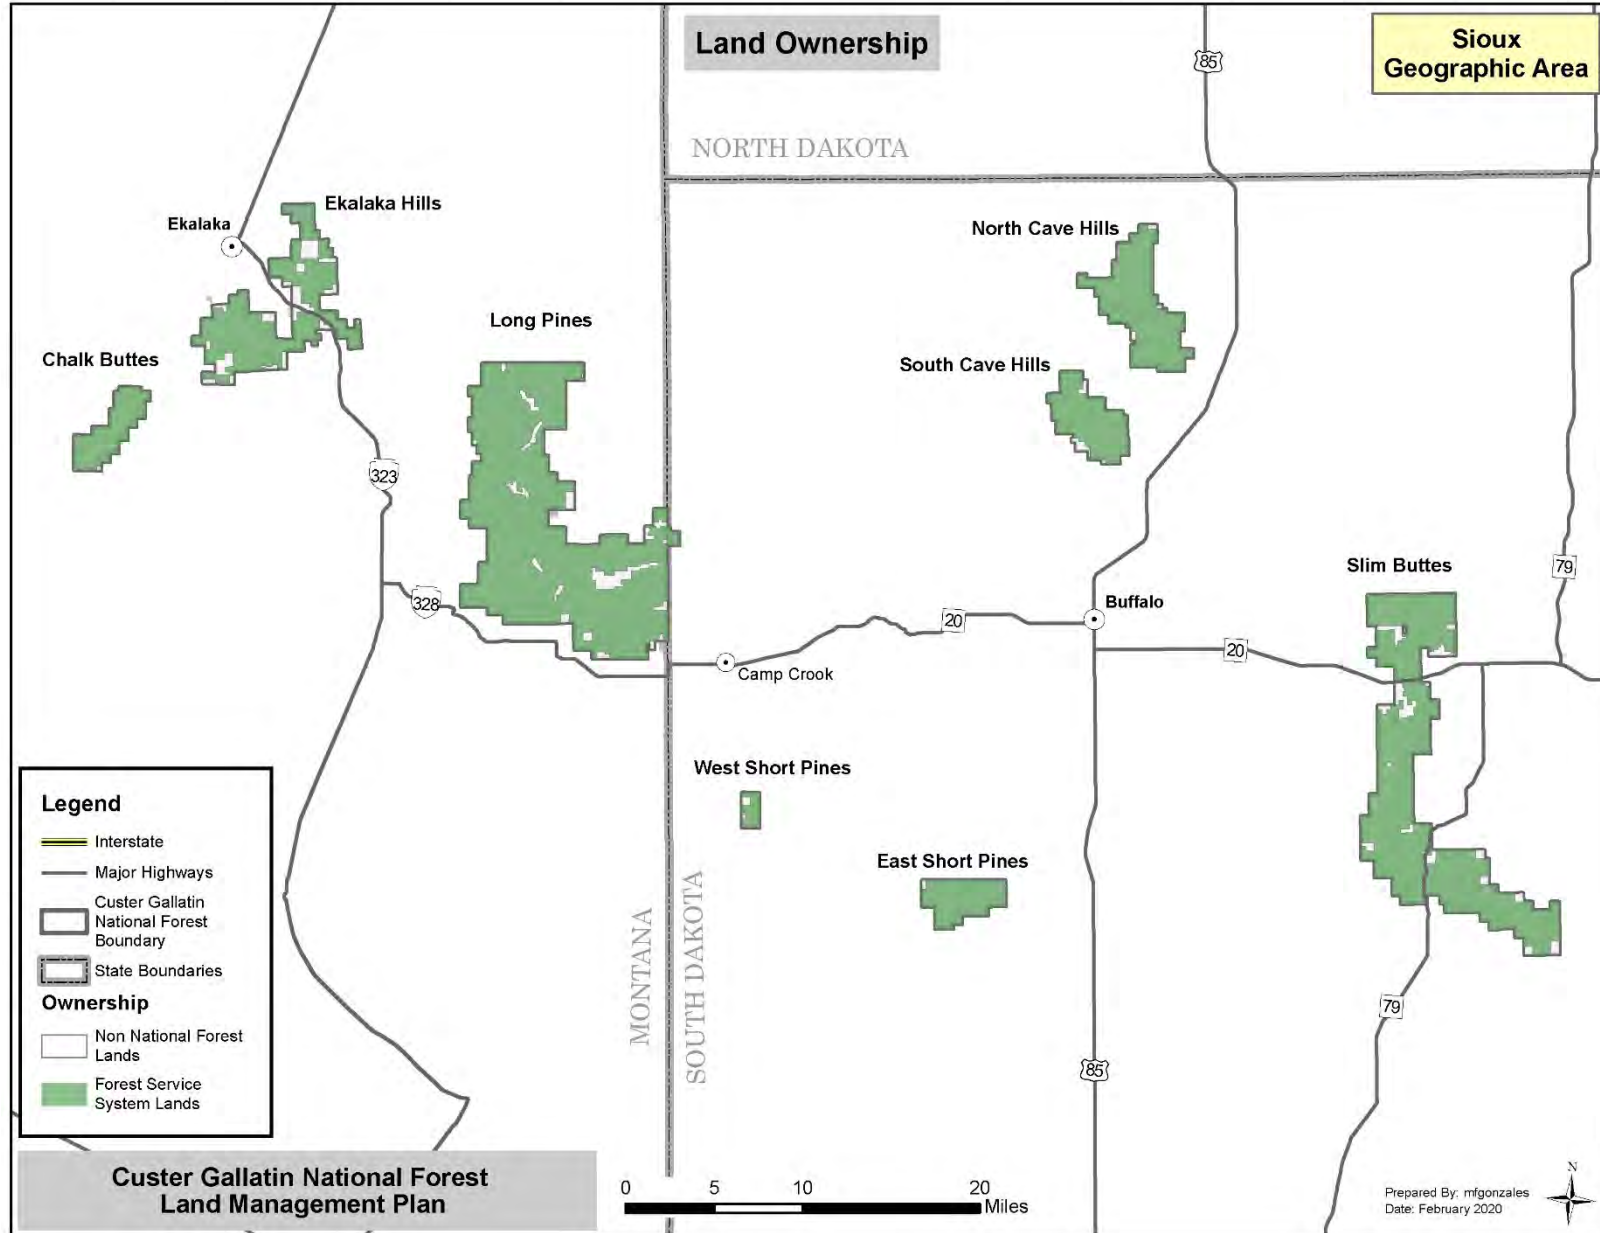 Land Ownership
Sioux
Geographic Area
85
NORTH DAKOTA
Ekalaka Hills
Ekalaka
North Cave Hills
Long Pines
Chalk Buttes
South Cave Hills
323
Slim Buttes
79
328
Buffalo
20
20
Camp Crook
West Short Pines
East Short Pines
MONTANA
SOUTH DAKOTA
79
85
Legend
Interstate
Major Highways
Custer Gallatin
National Forest
Boundary
State Boundaries
Ownership
Non National Forest
Lands
Forest Service
System Lands
Custer Gallatin National Forest
Land Management Plan
0 5 10 20
Miles
N
Prepared By: mfgonzales
Date: February 2020